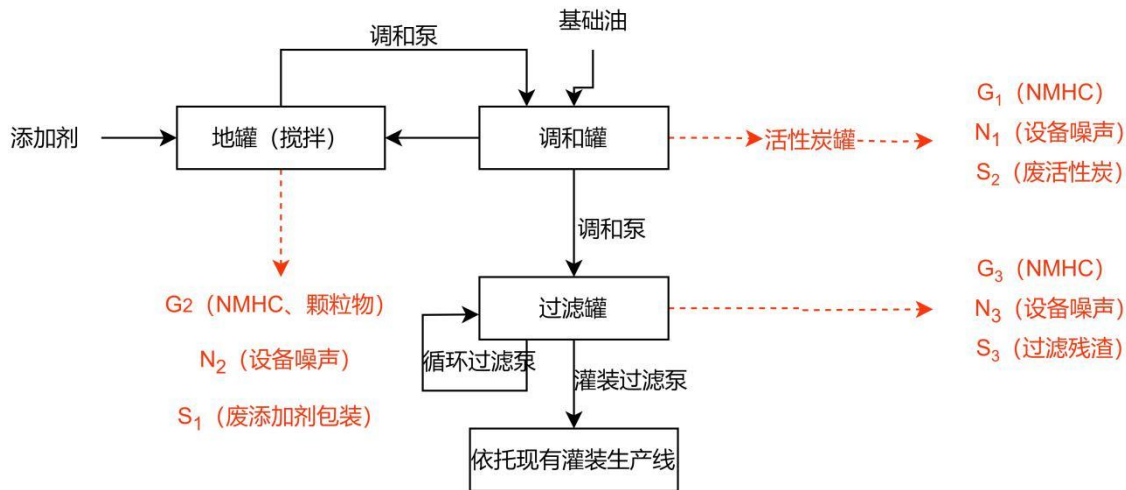 基础油
调和泵
添加剂
地罐（搅拌）
调和罐
活性炭罐
G₁（NMHC）
N₁（设备噪声）
S₂（废活性炭）
调和泵
G2（NMHC、颗粒物）
N₂（设备噪声）
S₁（废添加剂包装）
过滤罐
循环过滤泵
灌装过滤泵
G₃（NMHC）
N₃（设备噪声）
S₃（过滤残渣）
依托现有灌装生产线